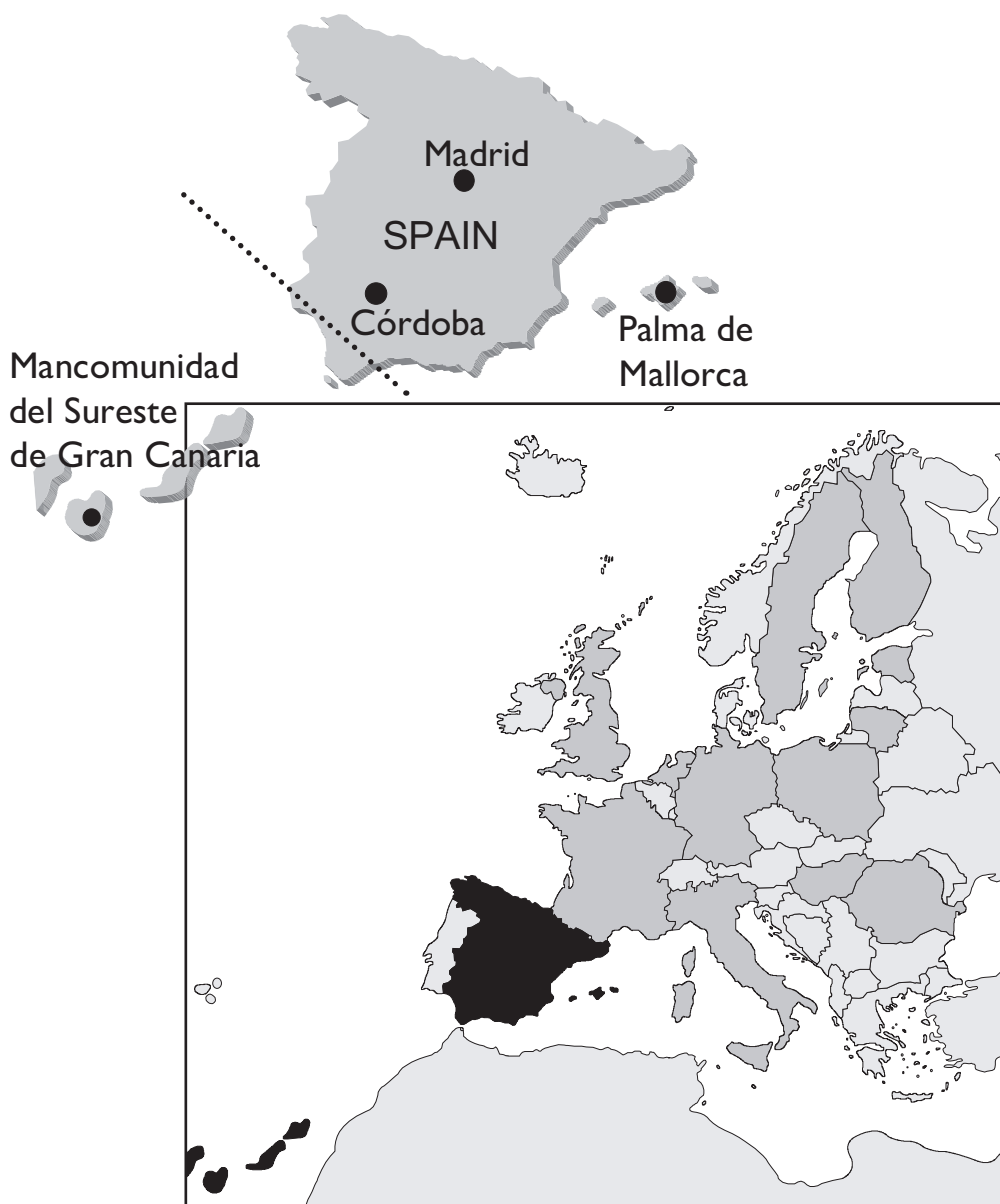 Madrid
SPAIN
Córdoba
Palma de
Mallorca
Mancomunidad
del Sureste
de Gran Canaria